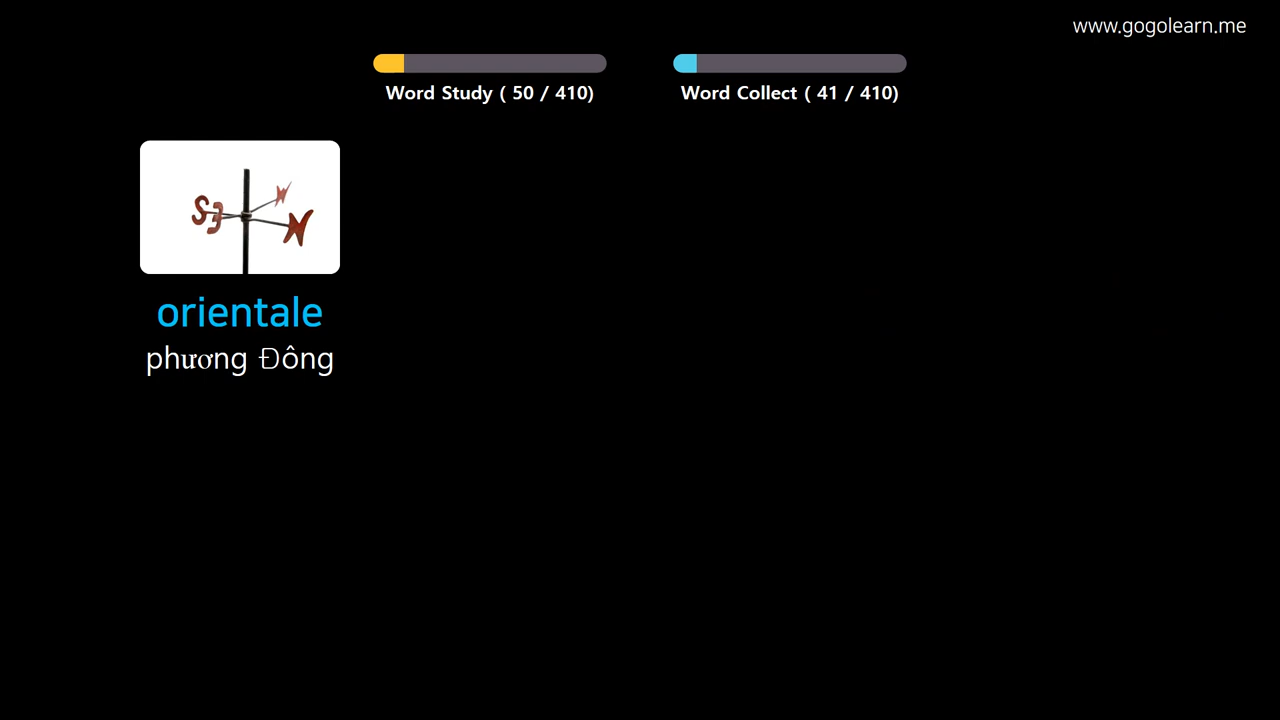 www.gogolearn.me
Word Study ( 50 / 410)
Word Collect ( 41 / 410)
S E N N
orientale
phương Đông